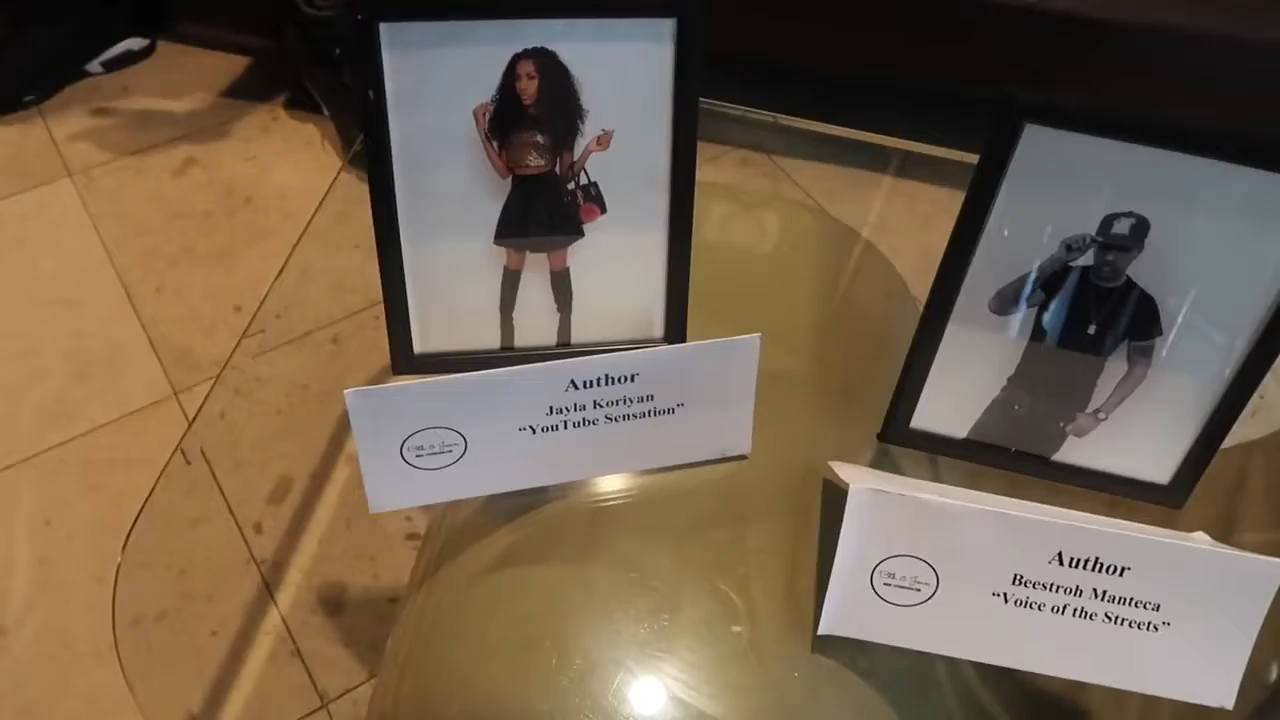 Author
Jayla Koriyan
“YouTube Sensation”
Author
Beestroh Manteca
“Voice of the Streets”